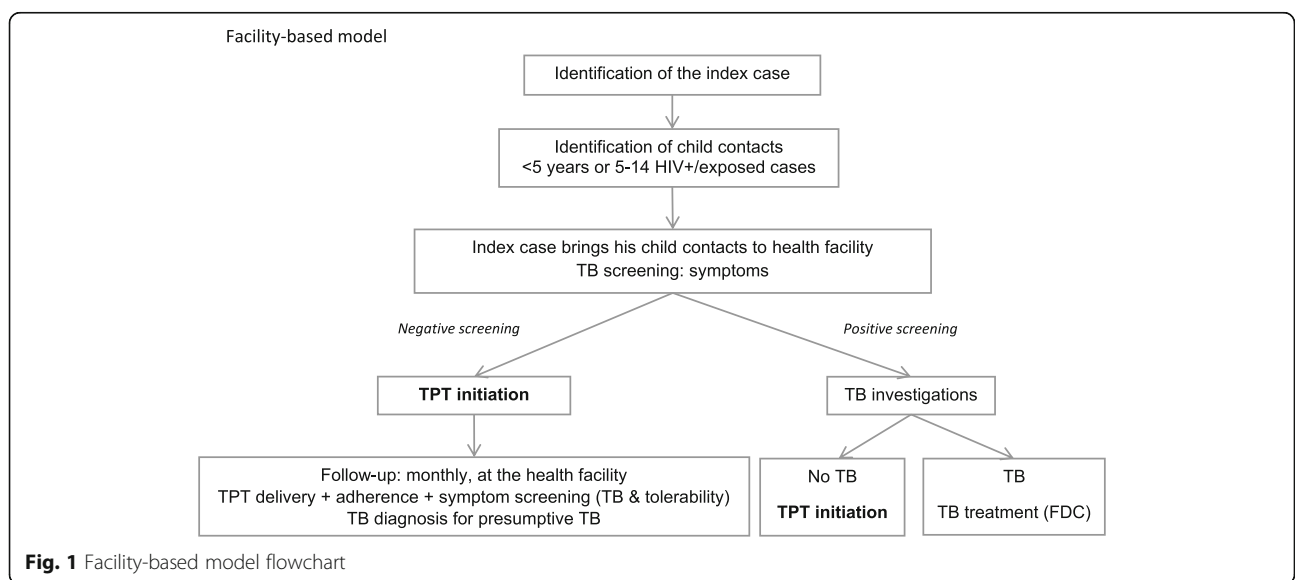 Facility-based model
Identification of the index case
Identification of child contacts
<5 years or 5-14 HIV+/exposed cases
Index case brings his child contacts to health facility
TB screening: symptoms
Negative screening
Positive screening
TPT initiation
TB investigations
Follow-up: monthly, at the health facility
TPT delivery + adherence + symptom screening (TB & tolerability)
TB diagnosis for presumptive TB
No TB
TPT initiation
TB
TB treatment (FDC)
Fig. 1 Facility-based model flowchart